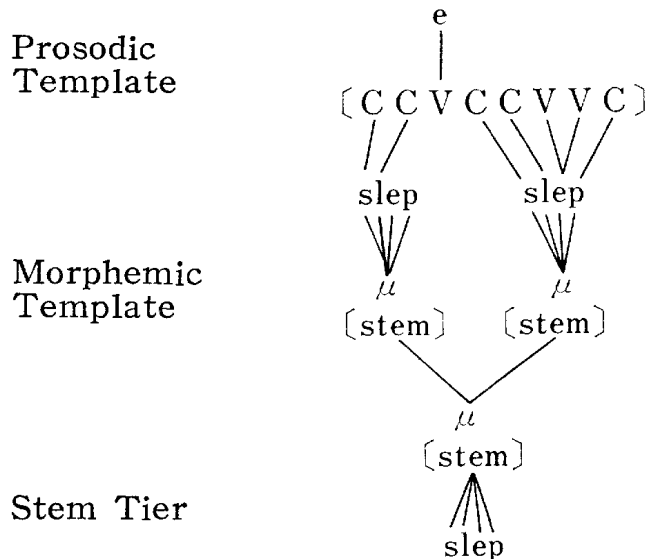 e
Prosodic
Template
[ C C V C C V V C ]
slep slep
Morphemic
Template
μ μ
[stem] [stem]
μ
[stem]
Stem Tier
slep